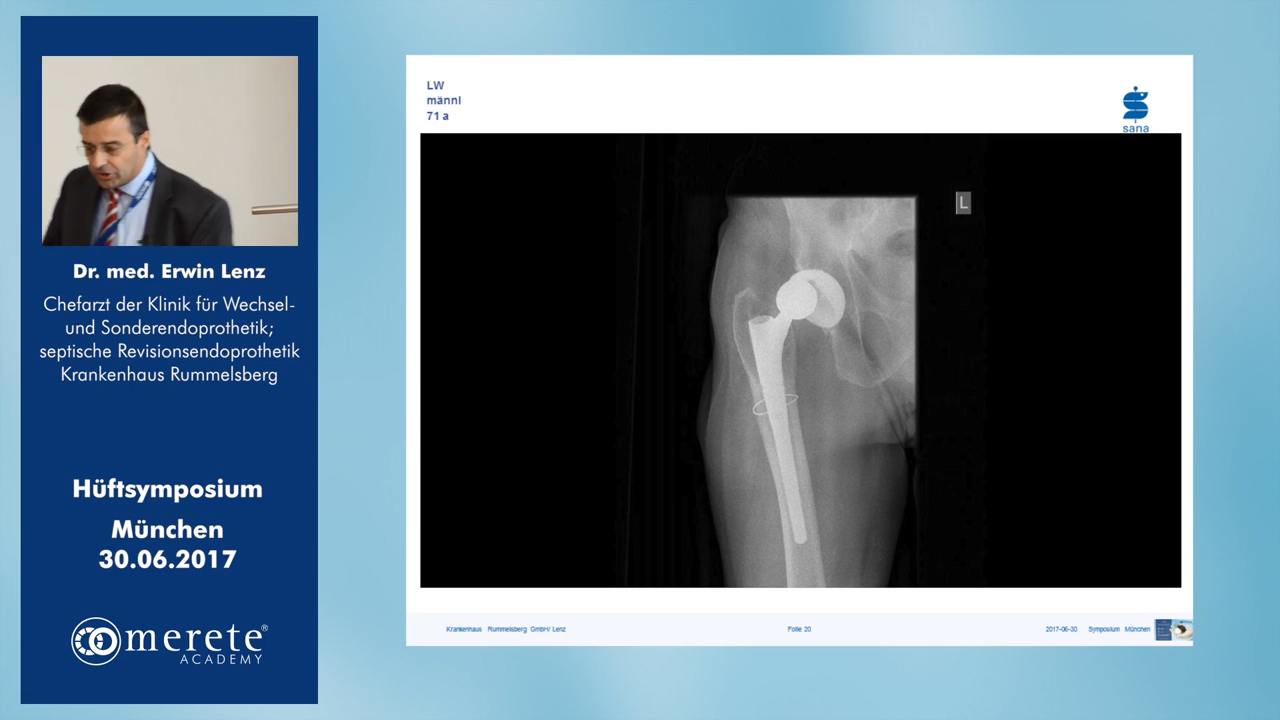 Dr. med. Erwin Lenz
Chefarzt der Klinik für Wechsel-
und Sonderendoprothetik;
septische Revisionsendoprothetik
Krankenhaus Rummelsberg
Hüftsymposium
München
30.06.2017
merete®
ACADEMY
LW
männl
71 a
sana
L
Krankenhaus Rummelsberg GmbH/ Lenz
Folie 20
2017-06-30 Symposium München